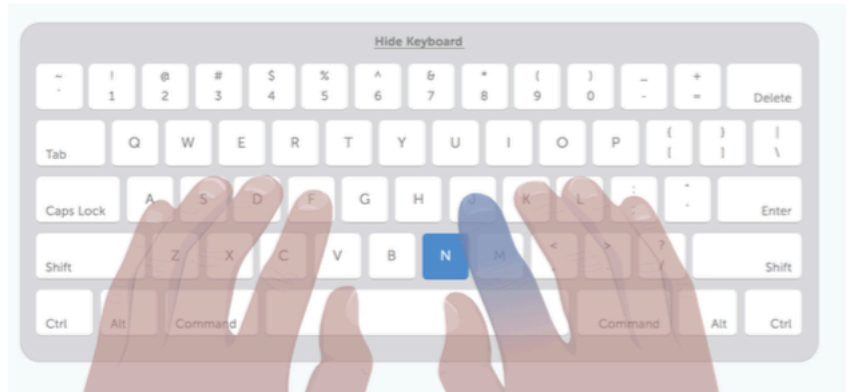 Hide Keyboard
~ ! @ # $ % ^ & * ( ) _ +
` 1 2 3 4 5 6 7 8 9 0 - = Delete
Tab Q W E R T Y U I O P { [ } ] | \
Caps Lock A S D F G H J K L : ; " Enter
Shift Z X C V B N M < > ? / Shift
Ctrl Alt Command Command Alt Ctrl